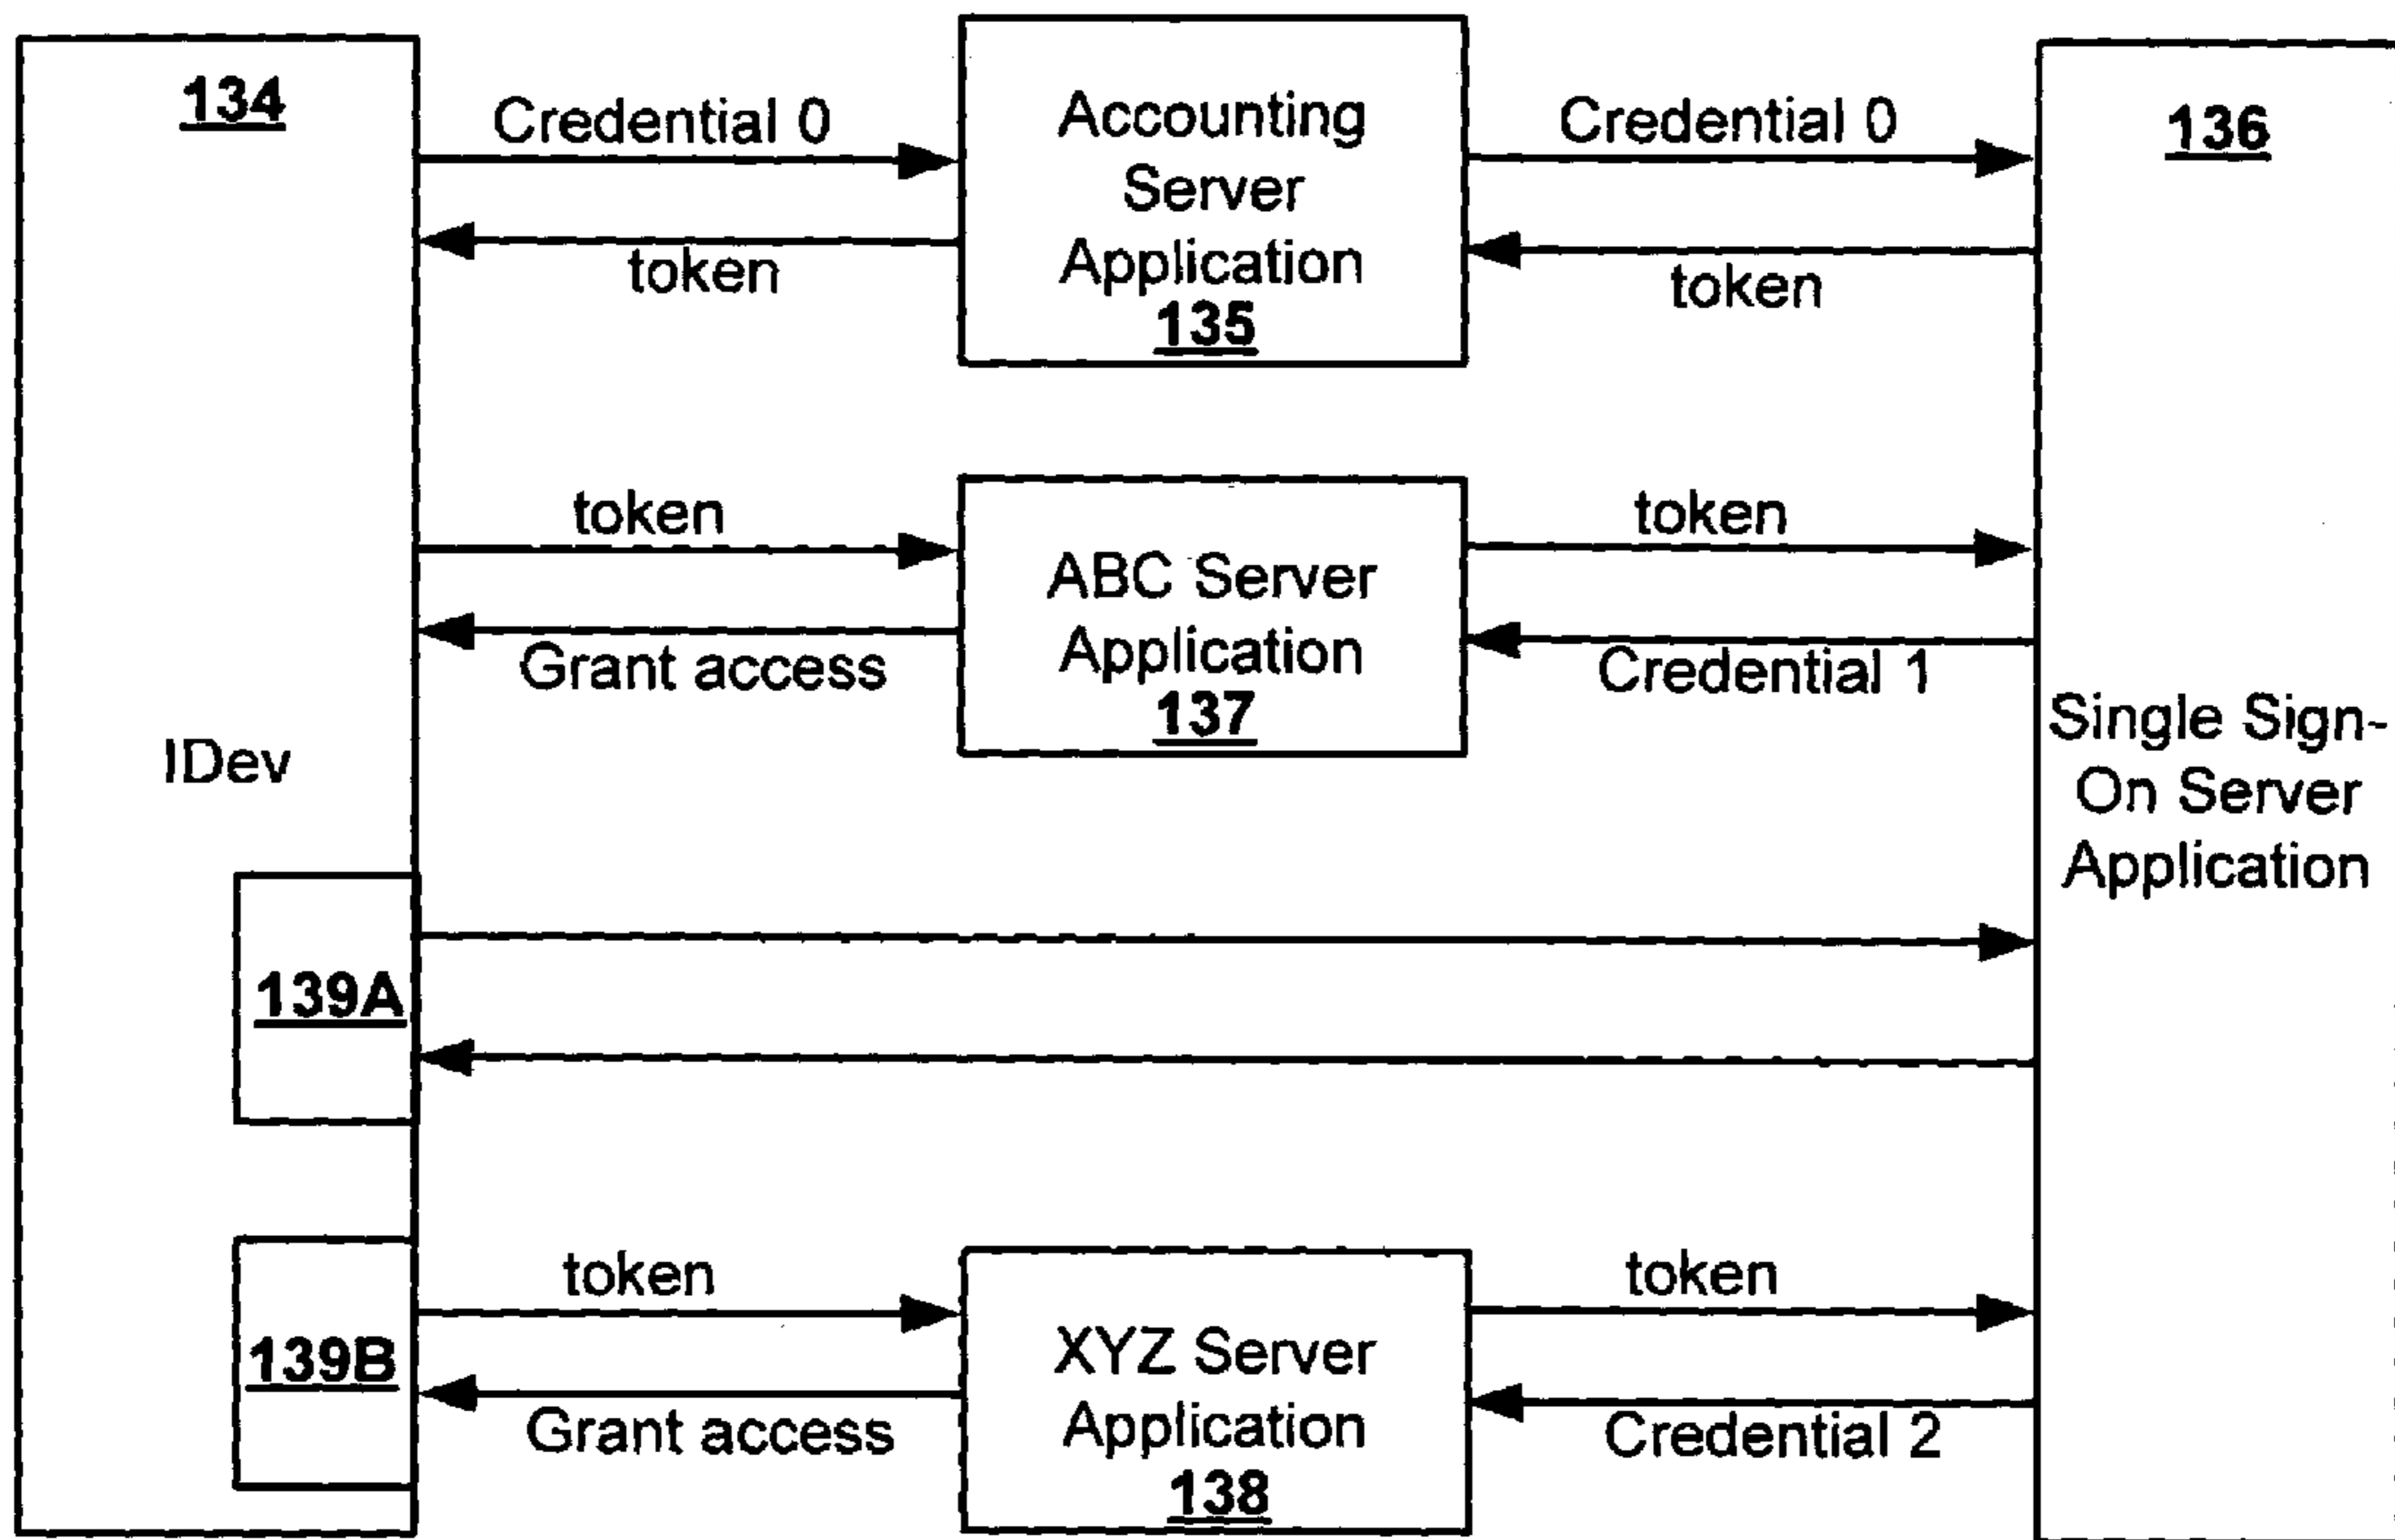 134
Credential 0
token
Accounting
Server
Application
135
Credential 0
token
136
token
Grant access
ABC Server
Application
137
token
Credential 1
IDev
Single Sign-
On Server
Application
139A
139B
token
Grant access
XYZ Server
Application
138
token
Credential 2